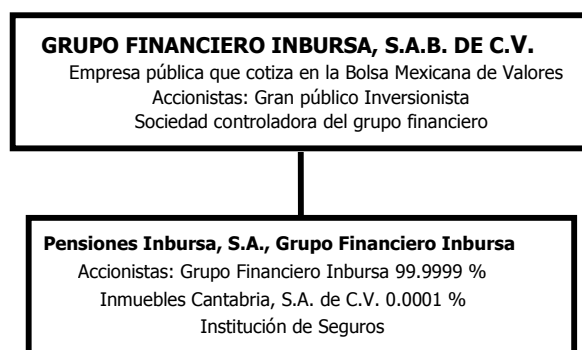 GRUPO FINANCIERO INBURSA, S.A.B. DE C.V.
Empresa pública que cotiza en la Bolsa Mexicana de Valores
Accionistas: Gran público Inversionista
Sociedad controladora del grupo financiero
Pensiones Inbursa, S.A., Grupo Financiero Inbursa
Accionistas: Grupo Financiero Inbursa 99.9999 %
Inmuebles Cantabria, S.A. de C.V. 0.0001 %
Institución de Seguros